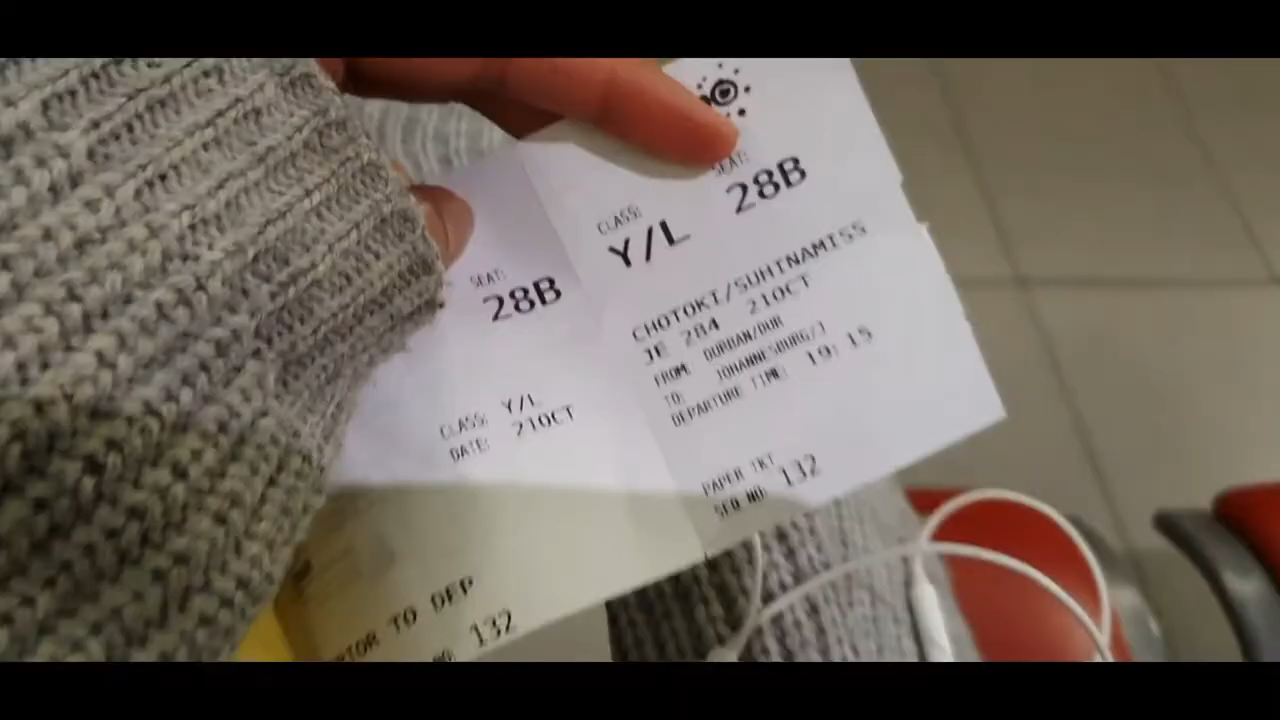 SEAT:
28B
CLASS: Y/L
DATE: 21OCT
RIOR TO DEP
132
SEAT:
28B
CLASS:
Y/L
CHOTOKI/SUHINAMISS
JE 284 21OCT
FROM: DURBAN/DUR
TO: JOHANNESBURG/J
DEPARTURE TIME: 19:15
PAPER TKT
SEQ NO: 132